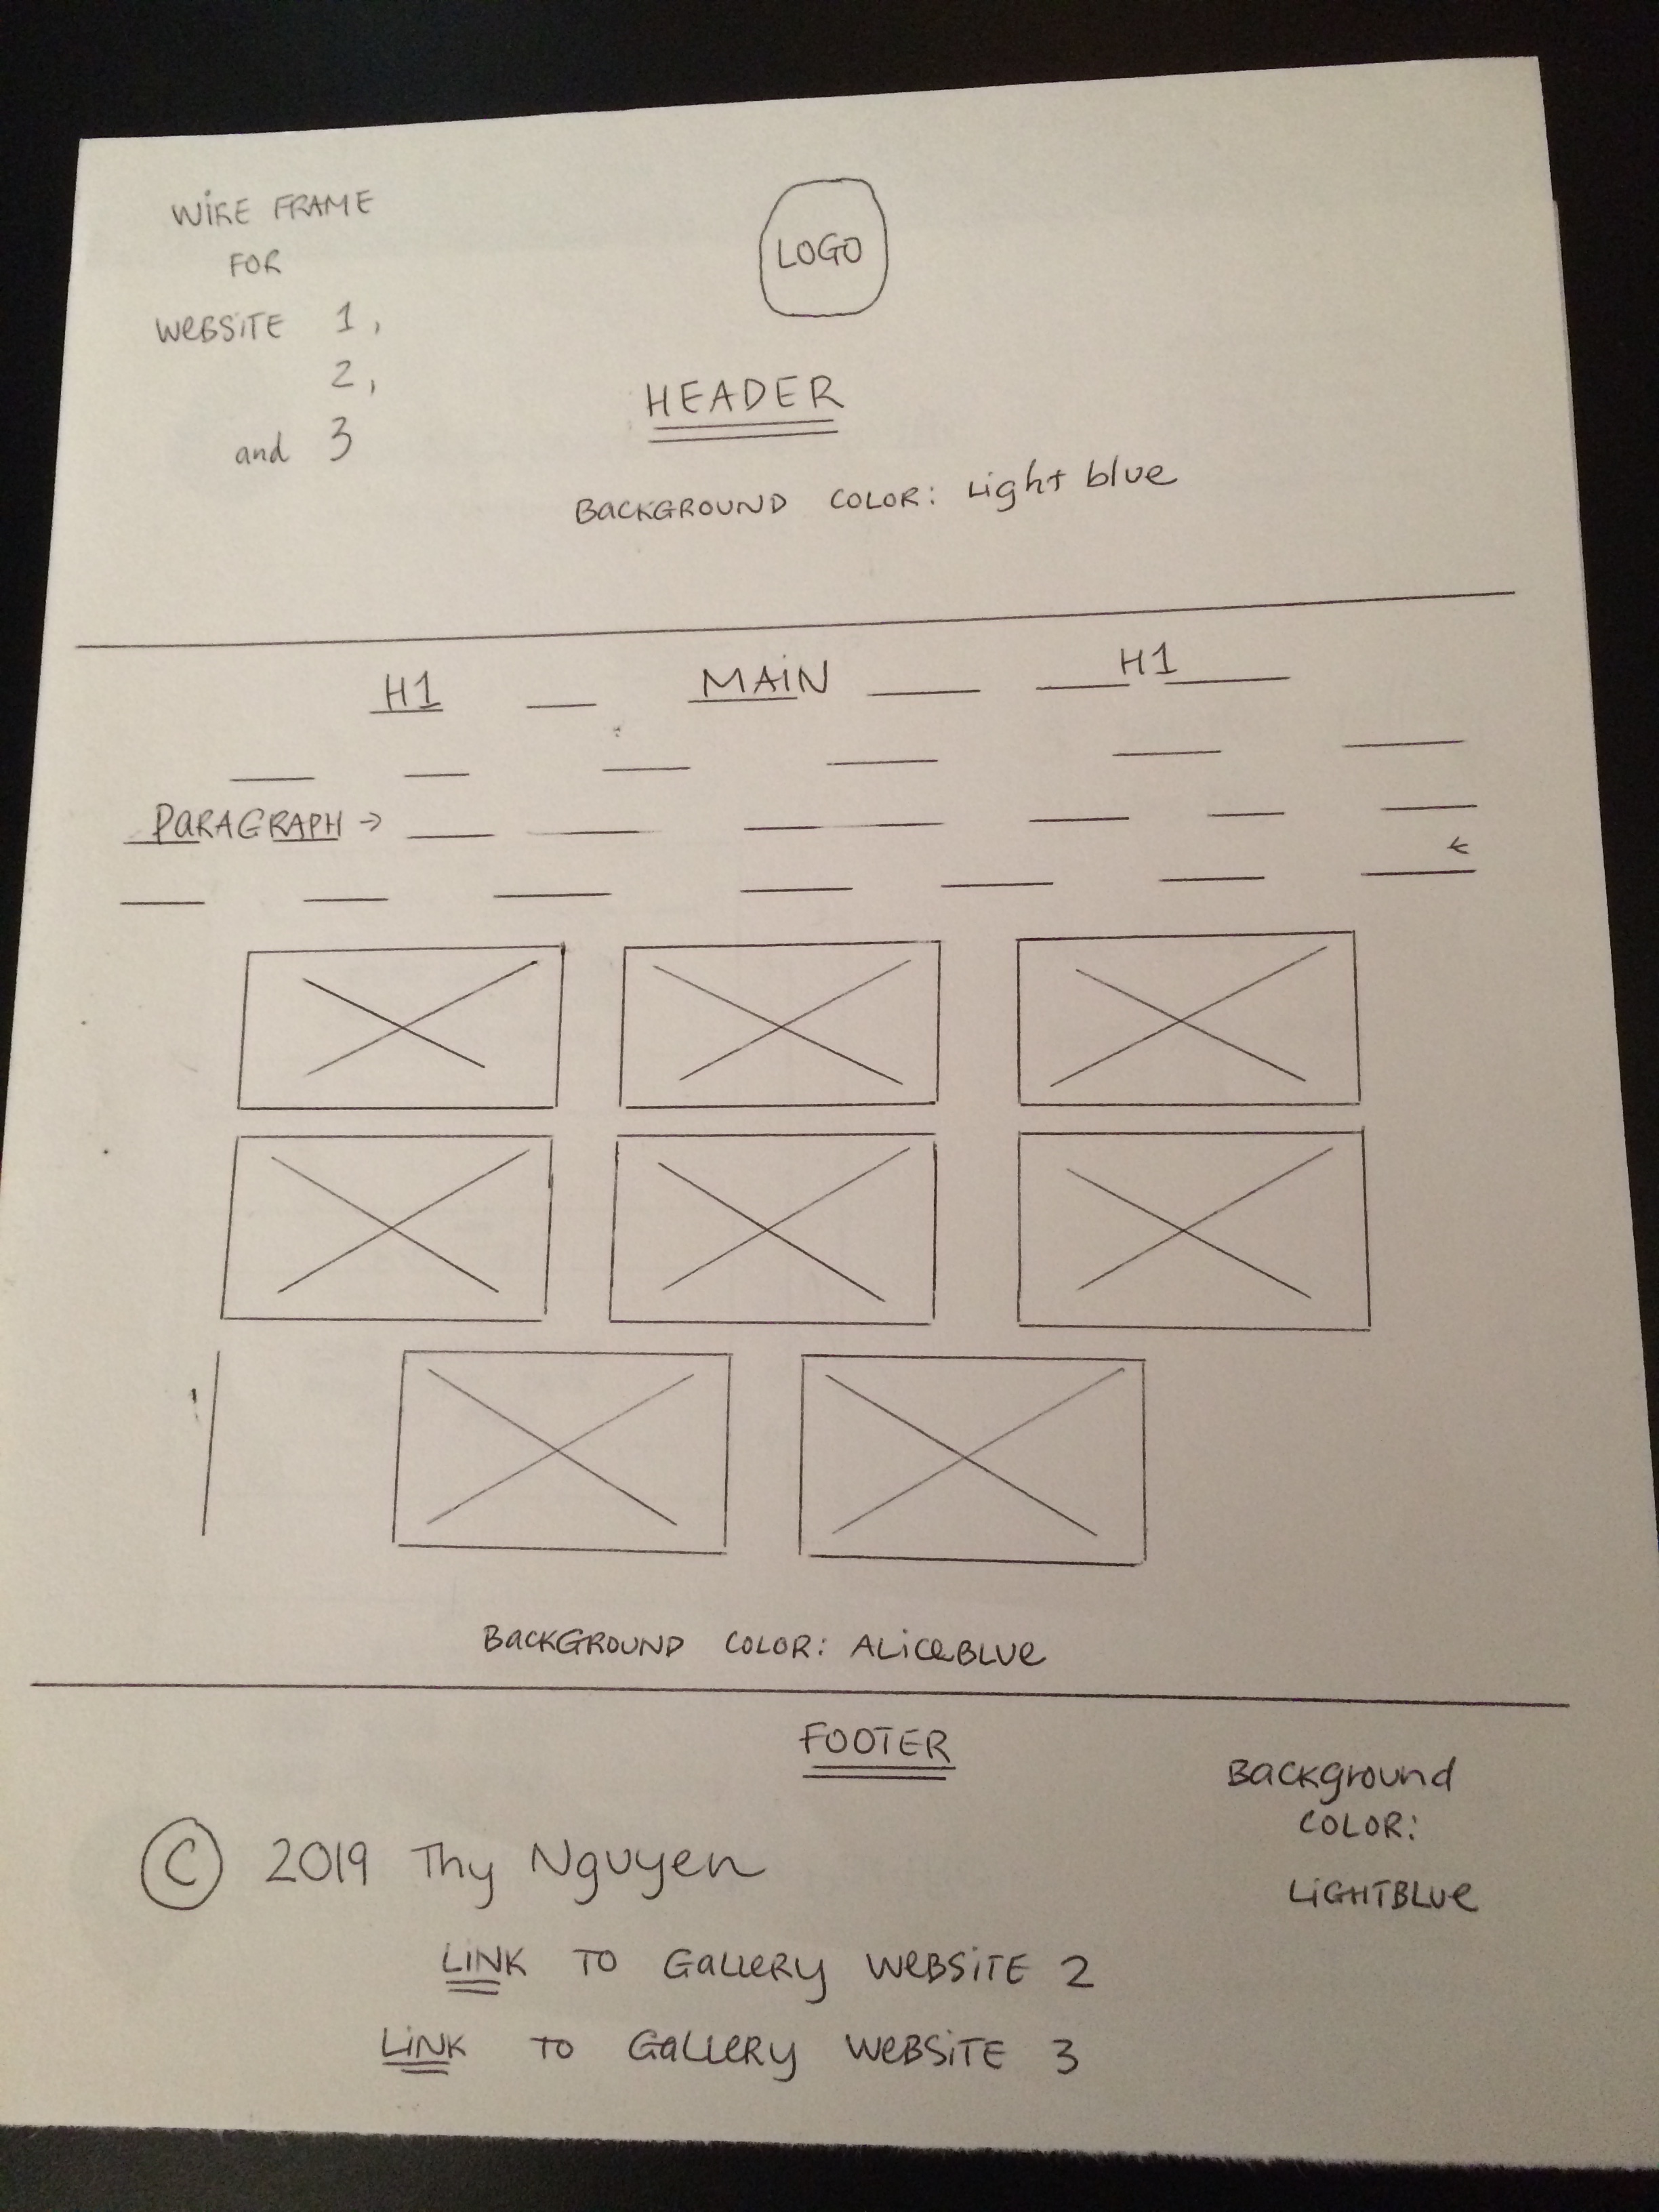 WIRE FRAME
FOR
WEBSITE 1,
2,
and 3
LOGO
HEADER
BACKGROUND COLOR: Light blue
H1 MAIN H1
PARAGRAPH →
←
BACKGROUND COLOR: ALICEBLUE
FOOTER
Background
COLOR:
LIGHTBLUE
© 2019 Thy Nguyen
LINK TO GALLERY WEBSITE 2
LINK TO GALLERY WEBSITE 3